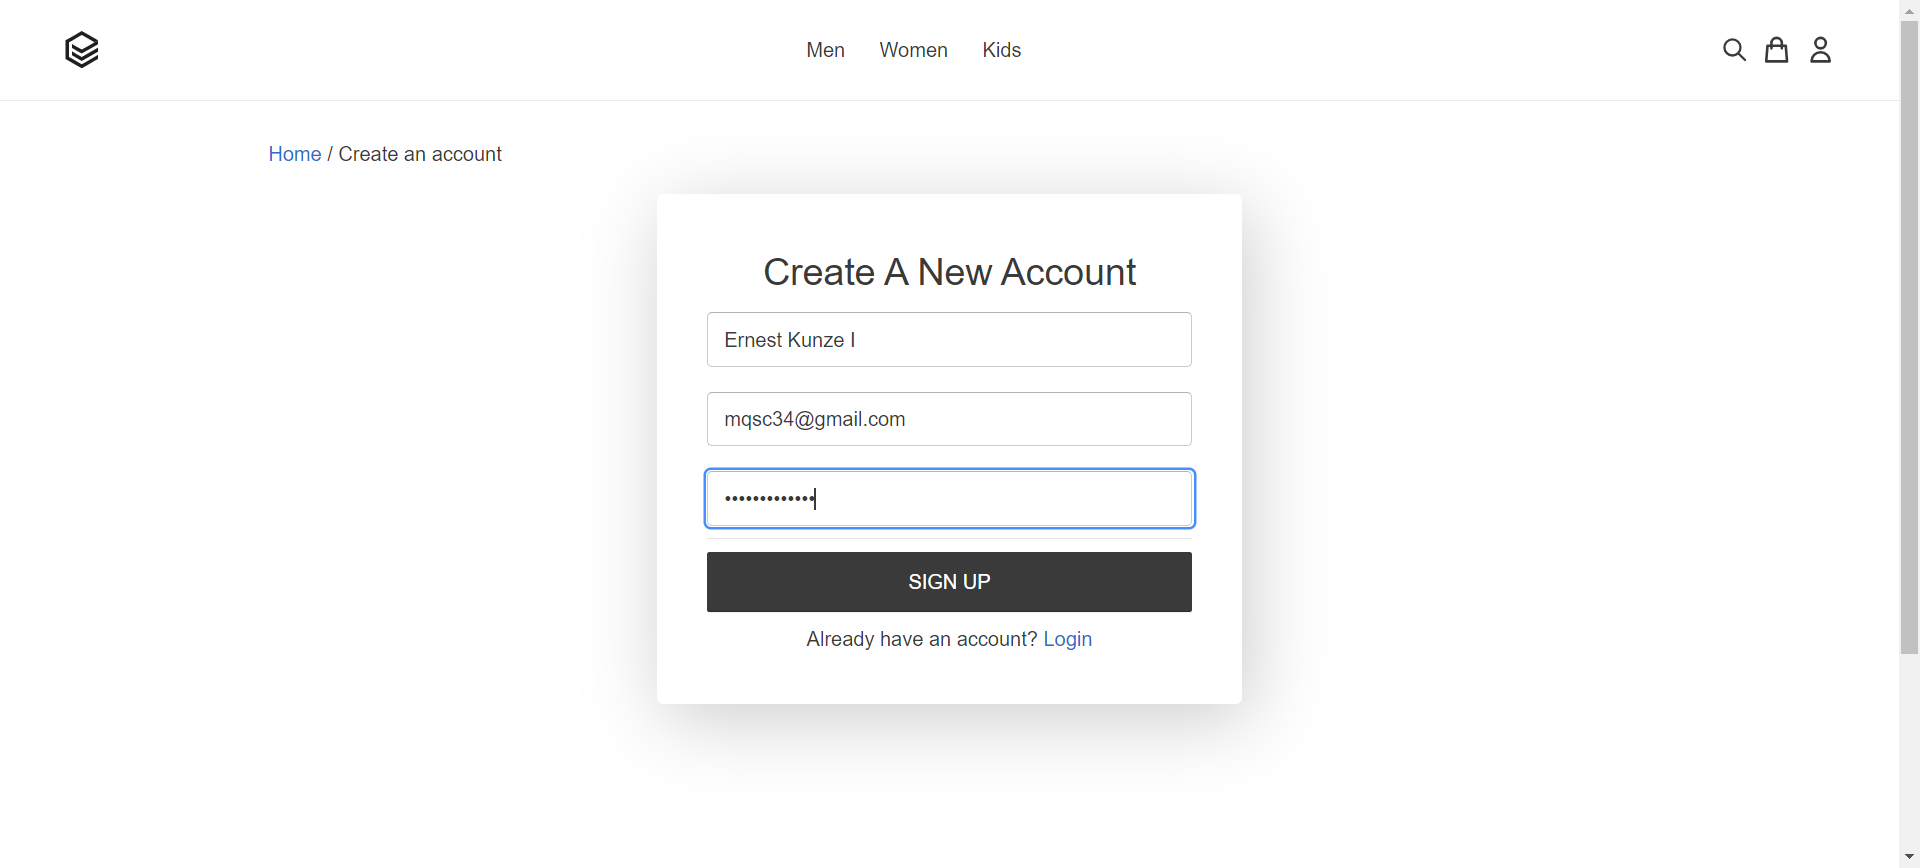 Men Women Kids
Home / Create an account
Create A New Account
Ernest Kunze I
mqsc34@gmail.com
•••••••••••••
SIGN UP
Already have an account? Login